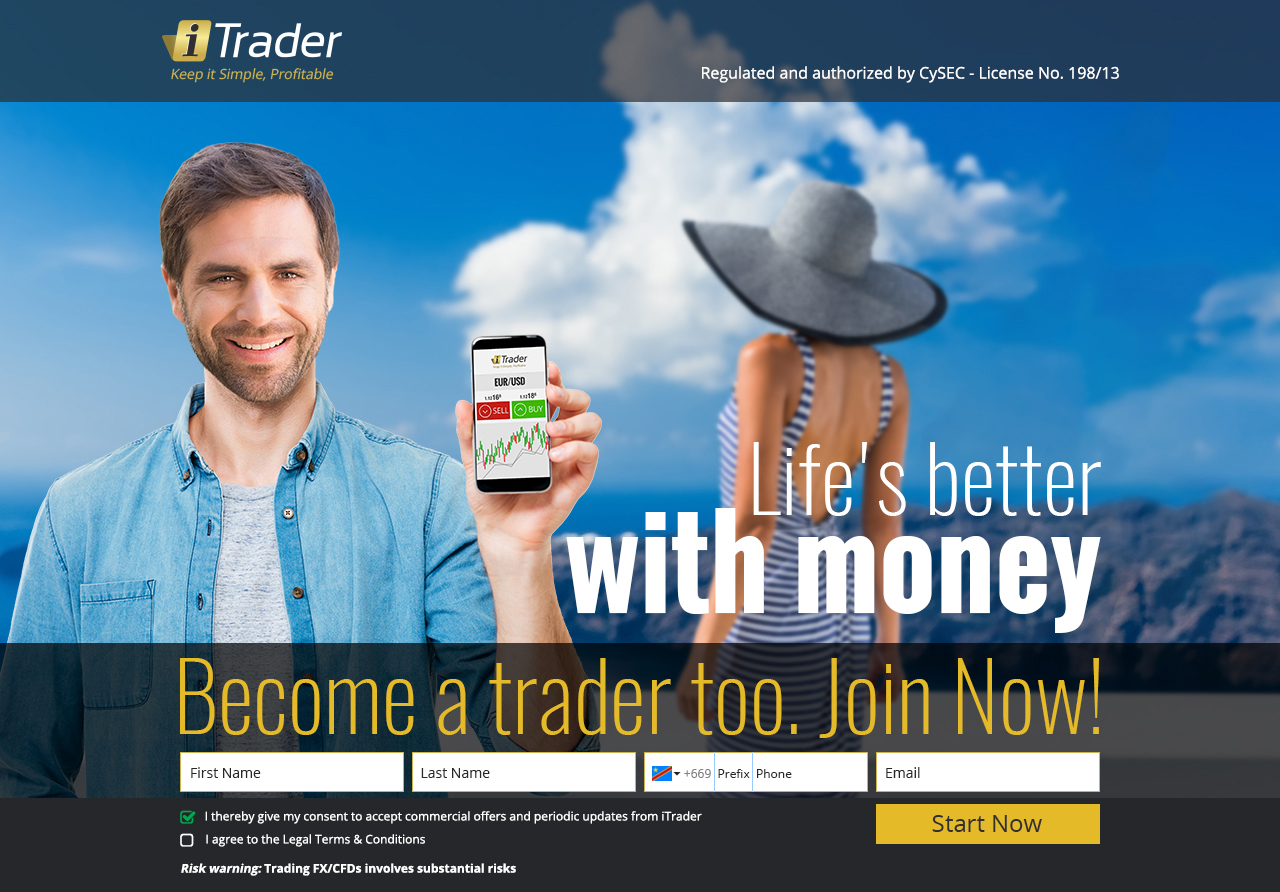 iTrader
Keep it Simple, Profitable
Regulated and authorized by CySEC - License No. 198/13
iTrader
EUR/USD
SELL
BUY
Life's better
with money
Become a trader too. Join Now!
First Name
Last Name
+669
Prefix
Phone
Email
I thereby give my consent to accept commercial offers and periodic updates from iTrader
Start Now
I agree to the Legal Terms & Conditions
Risk warning: Trading FX/CFDs involves substantial risks